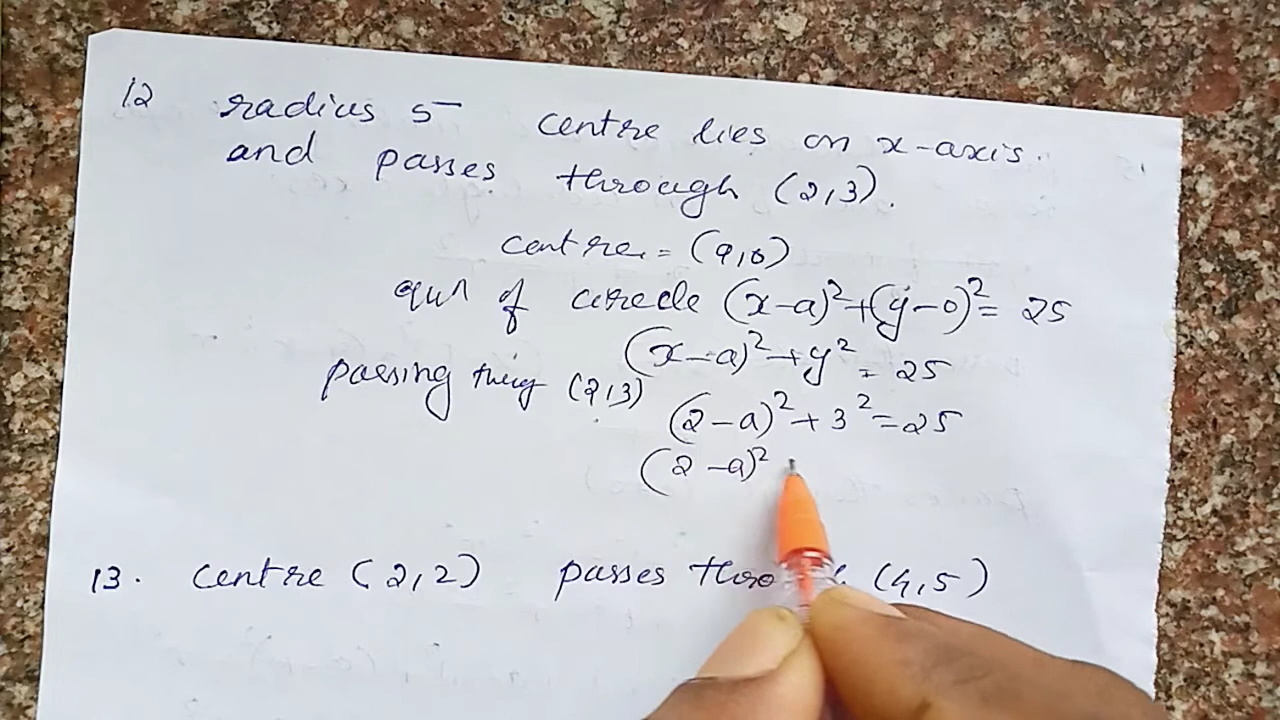 12 radius 5 centre lies on x-axis.
and passes through (2,3).
centre = (a,0)
eqn of circle (x-a)²+(y-0)² = 25
(x-a)²+y² = 25
passing (2,3)
(2-a)²+3²=25
(2-a)²
13. centre (2,2) passes (4,5)